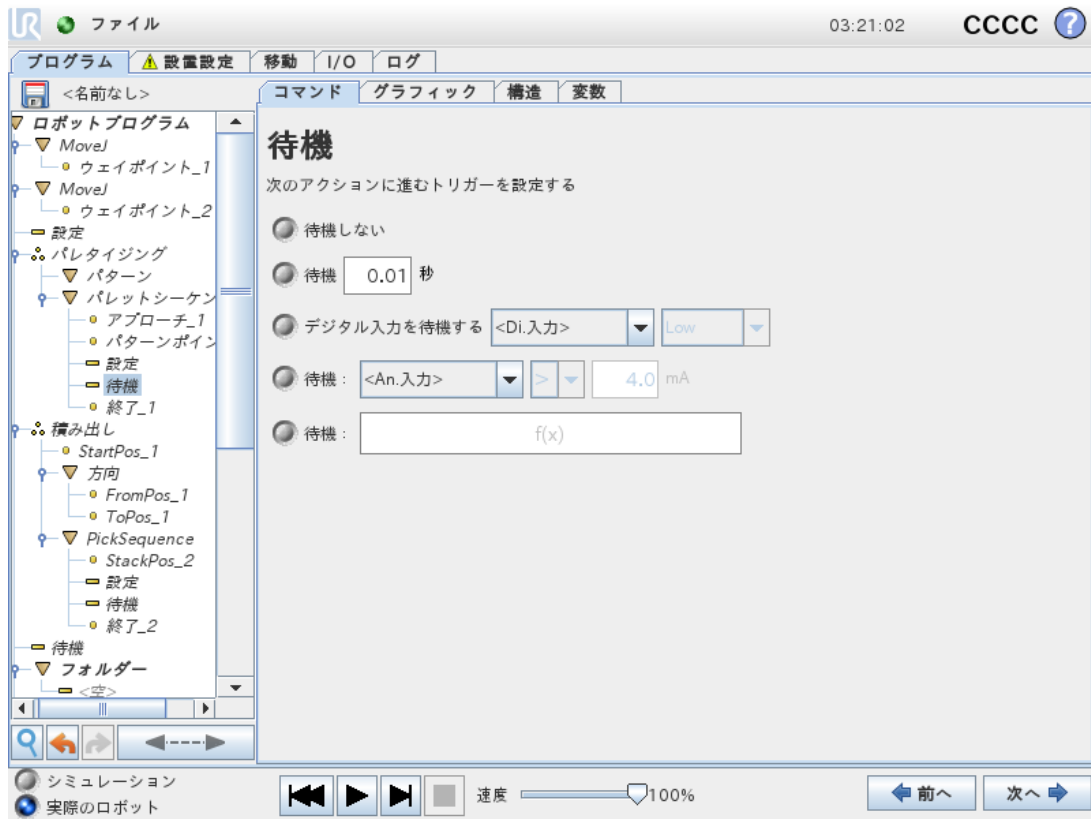 UR ファイル 03:21:02 CCCC ?
プログラム 設置設定 移動 I/O ログ
<名前なし>
コマンド グラフィック 構造 変数
ロボットプログラム
MoveJ
ウェイポイント_1
MoveJ
ウェイポイント_2
設定
パレタイジング
パターン
パレットシーケン
アプローチ_1
パターンポイン
設定
待機
終了_1
積み出し
StartPos_1
方向
FromPos_1
ToPos_1
PickSequence
StackPos_2
設定
待機
終了_2
待機
フォルダー
<空>
待機
次のアクションに進むトリガーを設定する
待機しない
待機 0.01 秒
デジタル入力を待機する <Di.入力> Low
待機： <An.入力> > 4.0 mA
待機： f(x)
シミュレーション
実際のロボット
速度 100%
前へ 次へ